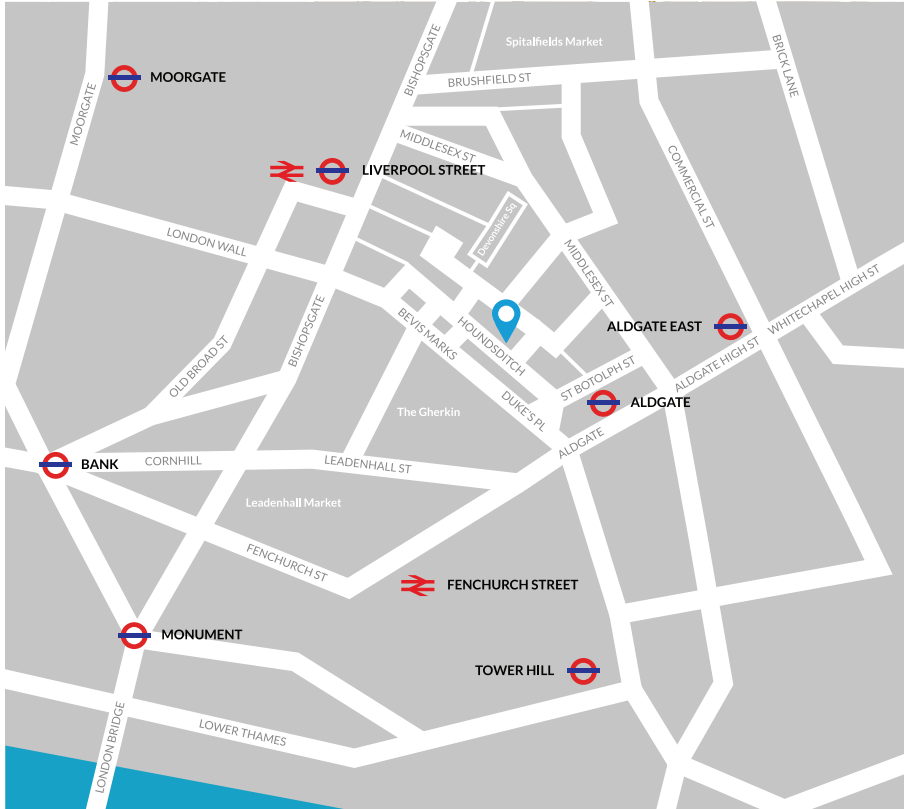 Spitalfields Market
BISHOPSGATE
BRICK LANE
MOORGATE
BRUSHFIELD ST
MOORGATE
MIDDLESEX ST
COMMERCIAL ST
LIVERPOOL STREET
Devonshire Sq
LONDON WALL
MIDDLESEX ST
WHITECHAPEL HIGH ST
BISHOPSGATE
BEVIS MARKS
HOUNDSDITCH
ALDGATE EAST
OLD BROAD ST
ALDGATE HIGH ST
ST BOTOLPH ST
The Gherkin
DUKE'S PL
ALDGATE
ALDGATE
BANK
CORNHILL
LEADENHALL ST
Leadenhall Market
FENCHURCH ST
FENCHURCH STREET
MONUMENT
TOWER HILL
LONDON BRIDGE
LOWER THAMES